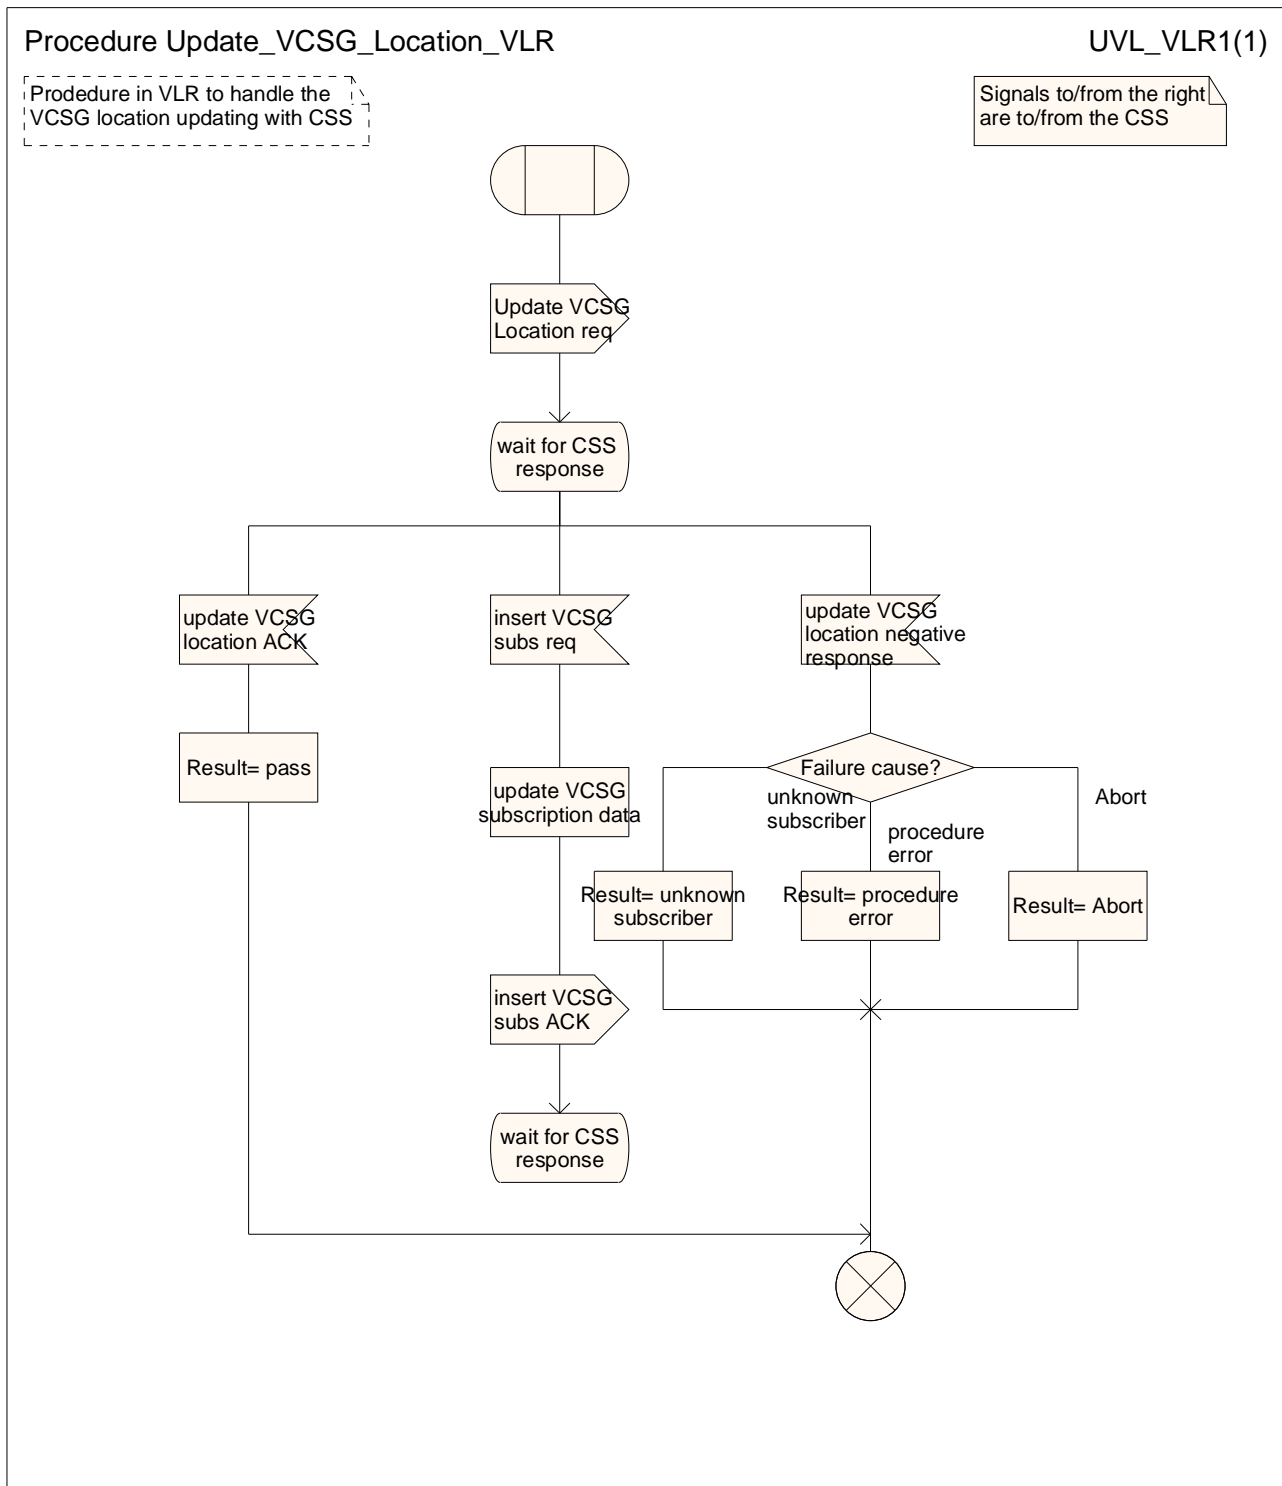 Procedure Update_VCSG_Location_VLR
UVL_VLR1(1)
Prodedure in VLR to handle the
VCSG location updating with CSS
Signals to/from the right
are to/from the CSS
Update VCSG
Location req
wait for CSS
response
update VCSG
location ACK
insert VCSG
subs req
update VCSG
location negative
response
Result= pass
update VCSG
subscription data
Failure cause?
unknown
subscriber
procedure
error
Abort
Result= unknown
subscriber
Result= procedure
error
Result= Abort
insert VCSG
subs ACK
wait for CSS
response